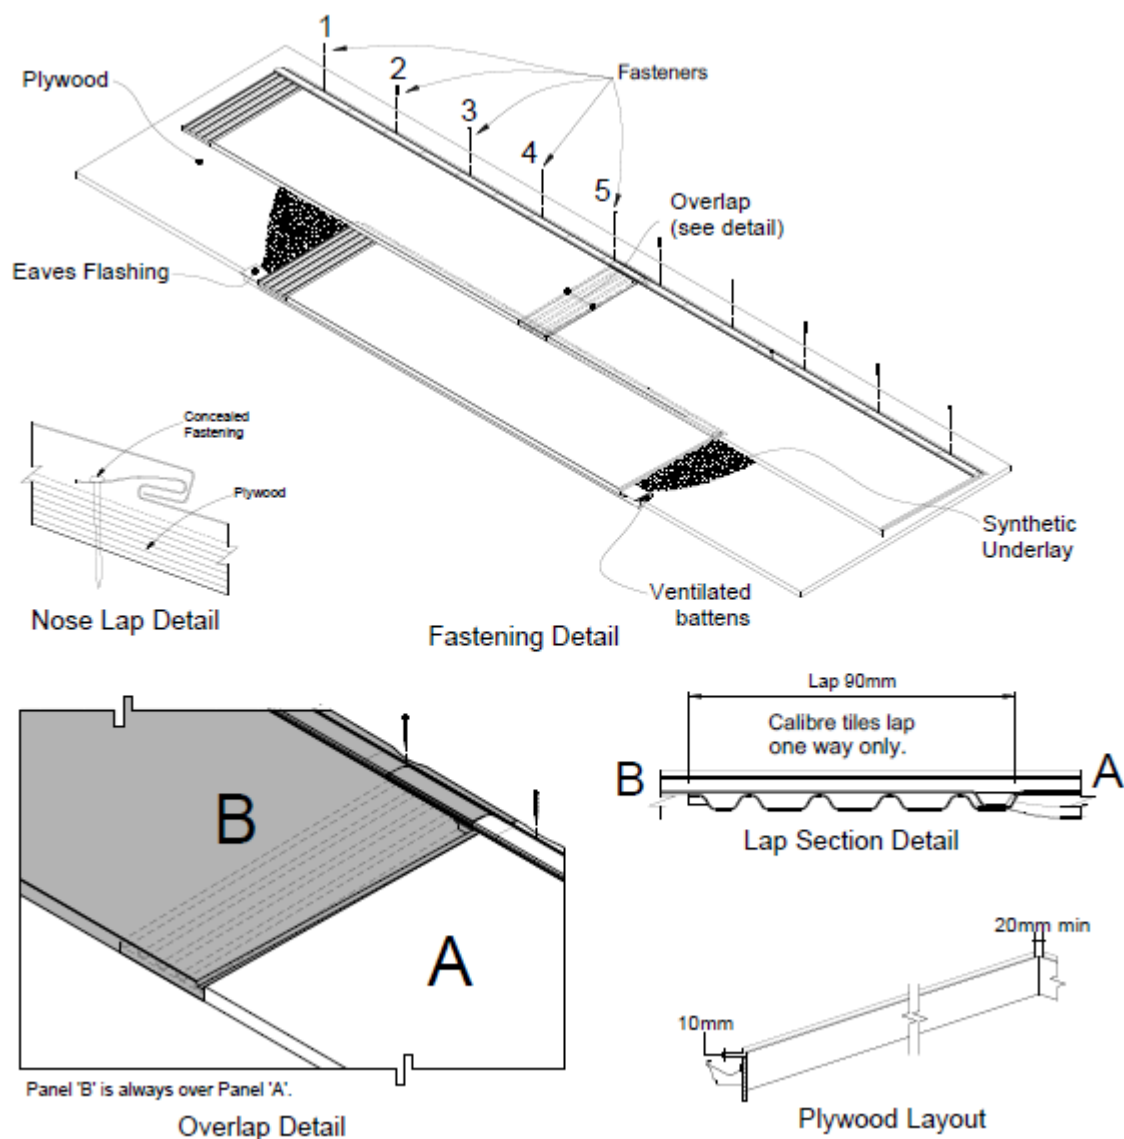 1
2
3
4
5
Fasteners
Plywood
Overlap
(see detail)
Eaves Flashing
Synthetic
Underlay
Ventilated
battens
Fastening Detail
Concealed
Fastening
Plywood
Nose Lap Detail
B
A
Panel 'B' is always over Panel 'A'.
Overlap Detail
Lap 90mm
Calibre tiles lap
one way only.
B
A
Lap Section Detail
20mm min
10mm
Plywood Layout